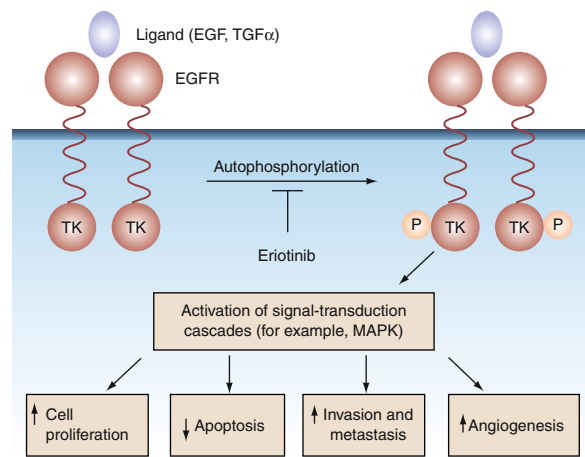 Ligand (EGF, TGFα)
EGFR
Autophosphorylation
TK
TK
P
TK
TK
P
Eriotinib
Activation of signal-transduction
cascades (for example, MAPK)
Cell
proliferation
Apoptosis
Invasion and
metastasis
Angiogenesis